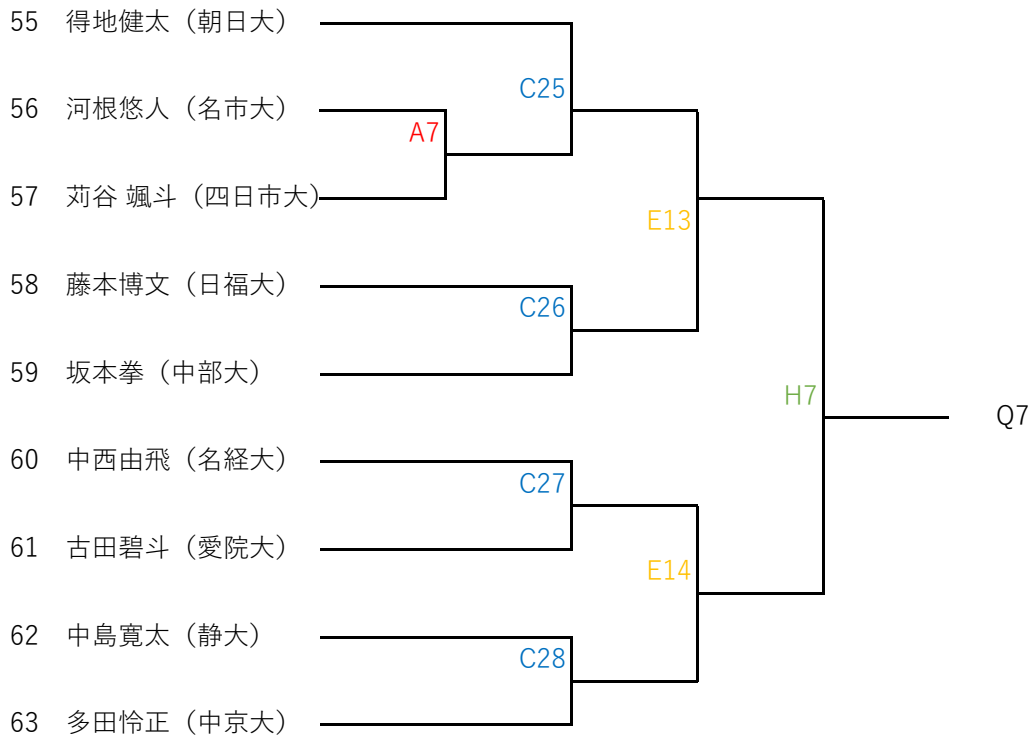 55 得地健太（朝日大）
C25
56 河根悠人（名市大）
A7
57 苅谷 颯斗（四日市大）
E13
58 藤本博文（日福大）
C26
59 坂本拳（中部大）
H7
Q7
60 中西由飛（名経大）
C27
61 古田碧斗（愛院大）
E14
62 中島寛太（静大）
C28
63 多田怜正（中京大）